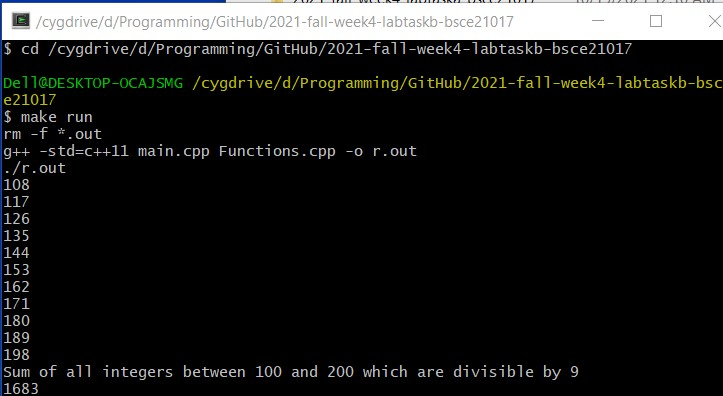 /cygdrive/d/Programming/GitHub/2021-fall-week4-labtaskb-bsce21017
$ cd /cygdrive/d/Programming/GitHub/2021-fall-week4-labtaskb-bsce21017
Dell@DESKTOP-OCAJSMG /cygdrive/d/Programming/GitHub/2021-fall-week4-labtaskb-bsc
e21017
$ make run
rm -f *.out
g++ -std=c++11 main.cpp Functions.cpp -o r.out
./r.out
108
117
126
135
144
153
162
171
180
189
198
Sum of all integers between 100 and 200 which are divisible by 9
1683